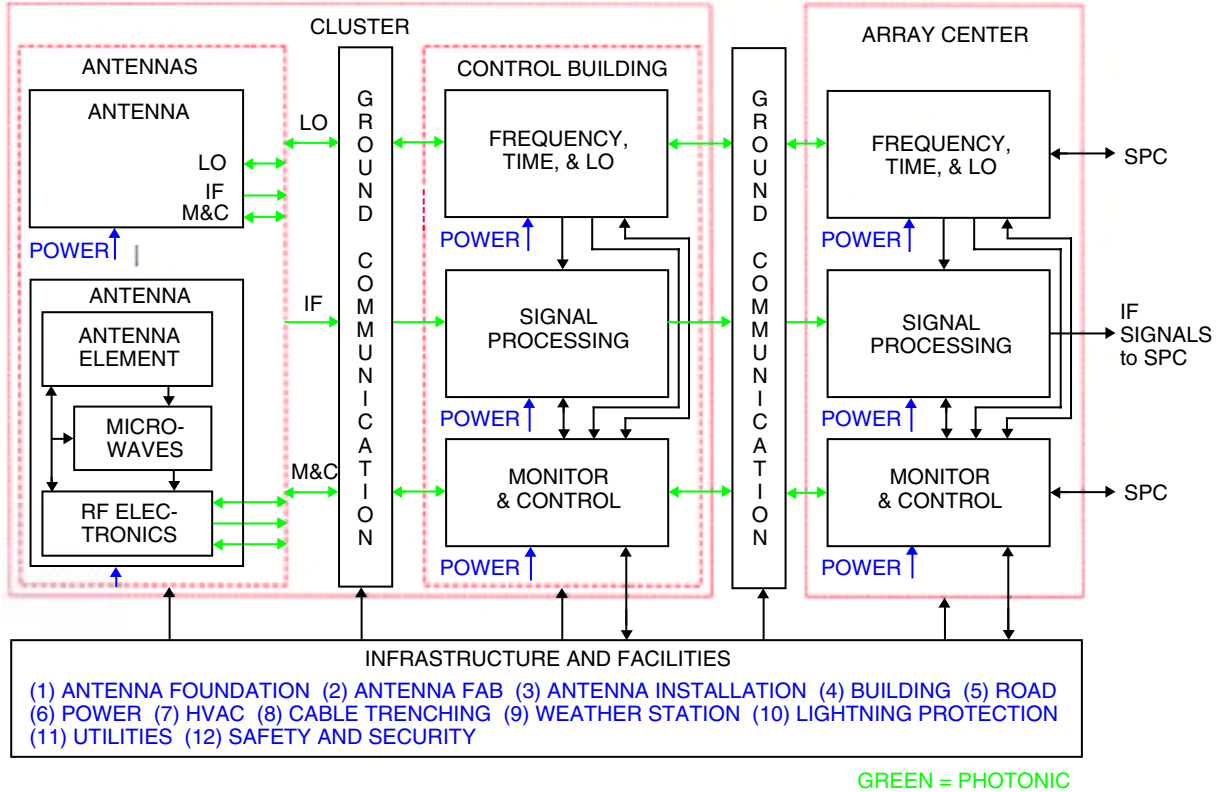 CLUSTER
ANTENNAS
ANTENNA
LO
IF
M&C
POWER
ANTENNA
ANTENNA
ELEMENT
MICRO-
WAVES
RF ELEC-
TRONICS
LO
IF
M&C
GROUND COMMUNICATION
CONTROL BUILDING
FREQUENCY,
TIME, & LO
POWER
SIGNAL
PROCESSING
POWER
MONITOR
& CONTROL
POWER
GROUND COMMUNICATION
ARRAY CENTER
FREQUENCY,
TIME, & LO
POWER
SIGNAL
PROCESSING
POWER
MONITOR
& CONTROL
POWER
SPC
IF
SIGNALS
to SPC
SPC
INFRASTRUCTURE AND FACILITIES
(1) ANTENNA FOUNDATION (2) ANTENNA FAB (3) ANTENNA INSTALLATION (4) BUILDING (5) ROAD
(6) POWER (7) HVAC (8) CABLE TRENCHING (9) WEATHER STATION (10) LIGHTNING PROTECTION
(11) UTILITIES (12) SAFETY AND SECURITY
GREEN = PHOTONIC